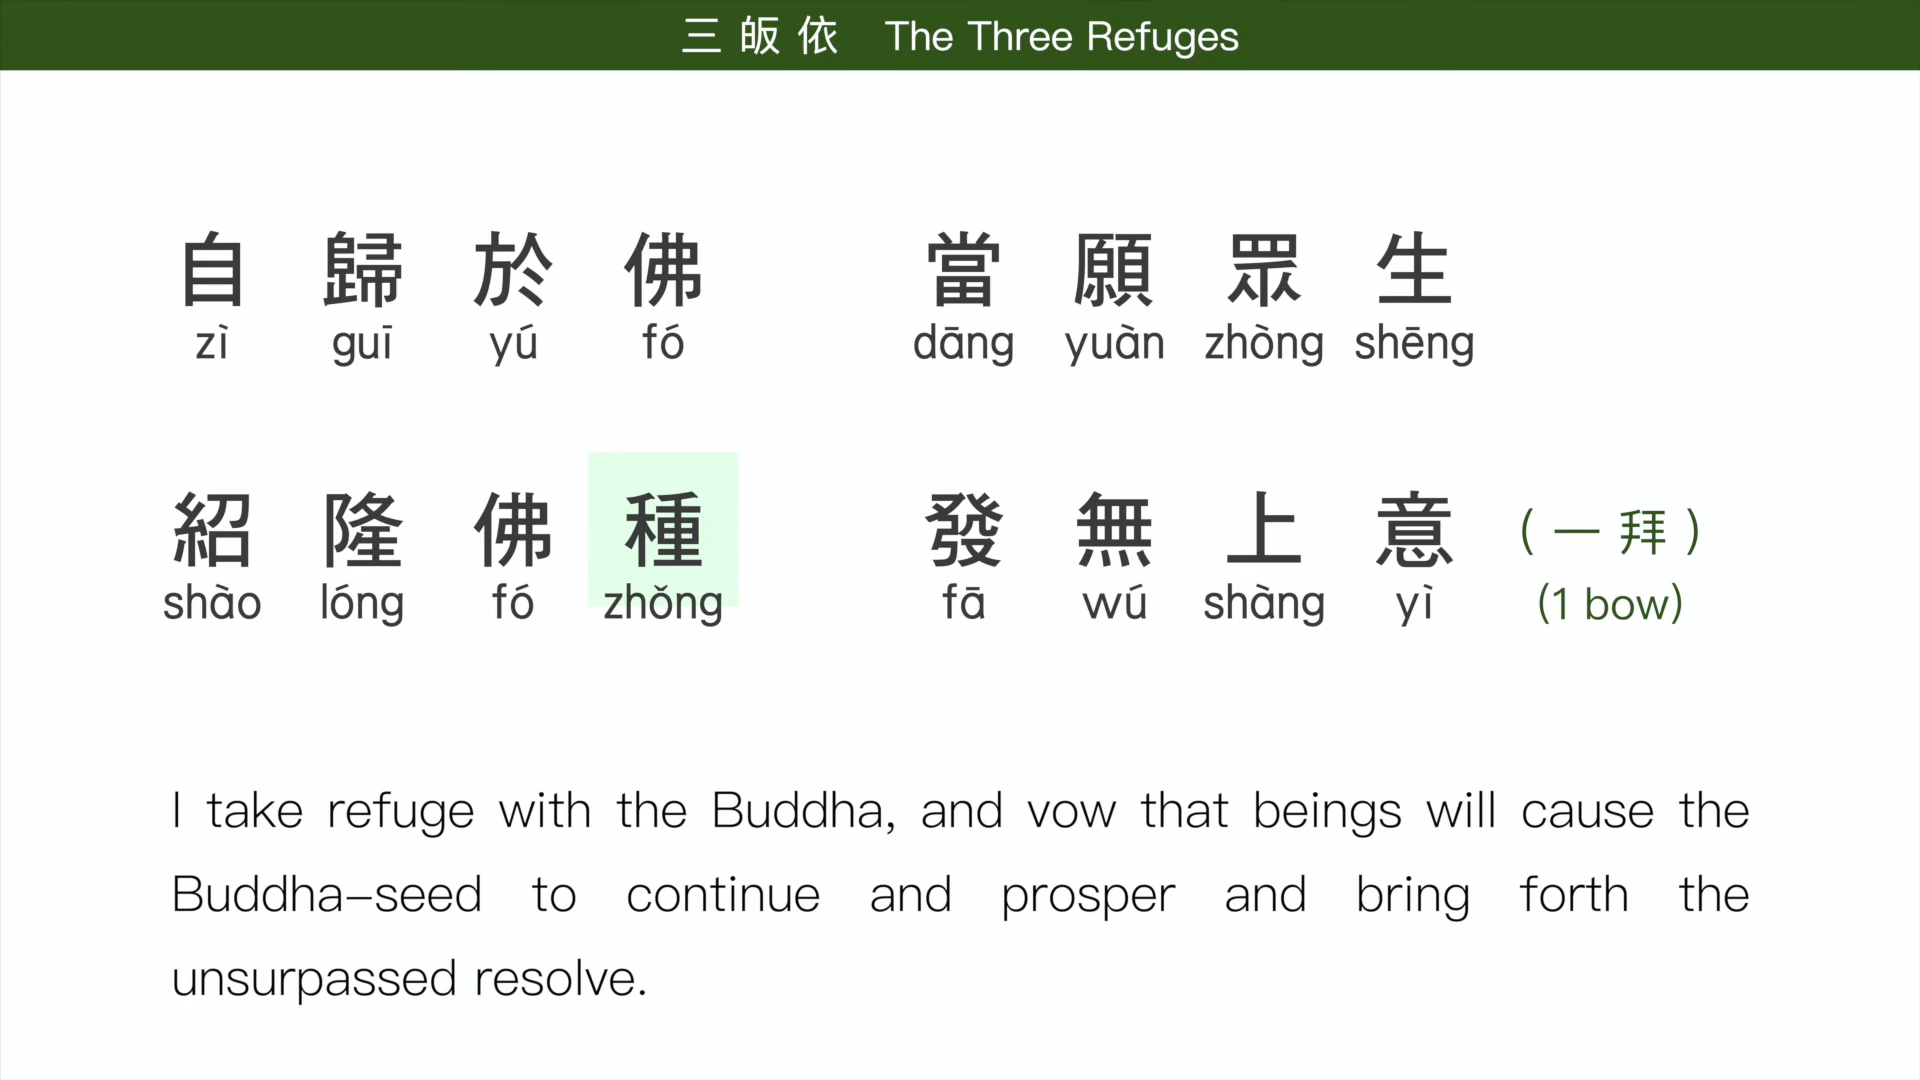 三皈依 The Three Refuges
自歸於佛 當願眾生
zì guī yú fó dāng yuàn zhòng shēng
紹隆佛種 發無上意 (一拜)
shào lóng fó zhǒng fā wú shàng yì (1 bow)
I take refuge with the Buddha, and vow that beings will cause the
Buddha–seed to continue and prosper and bring forth the
unsurpassed resolve.